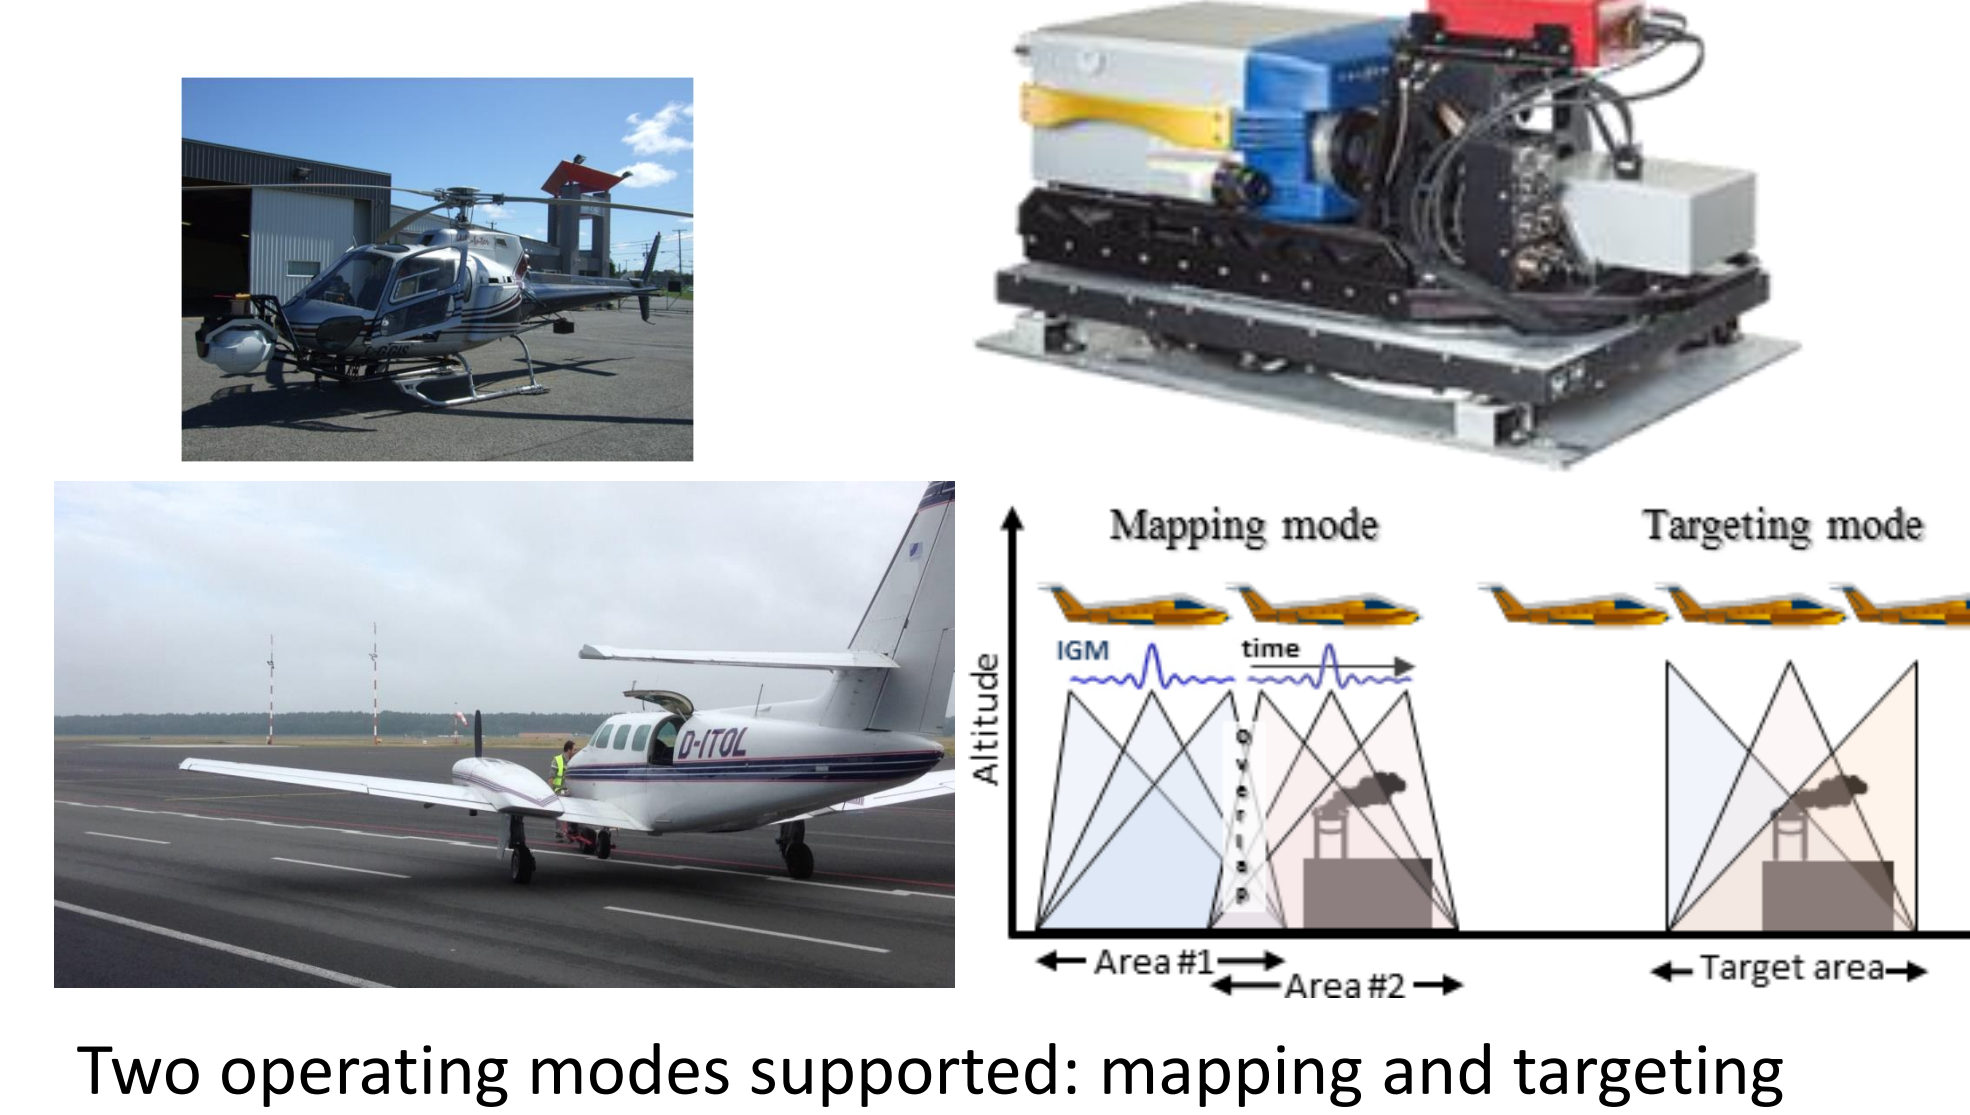 D-ITOL
Mapping mode
Targeting mode
IGM
time
Altitude
Overlap
Area #1
Area #2
Target area
Two operating modes supported: mapping and targeting